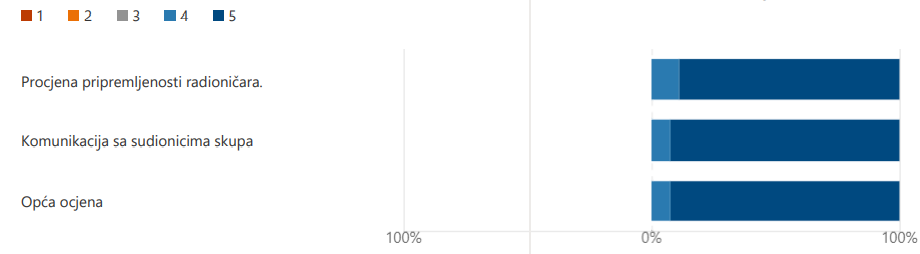 1 2 3 4 5
Procjena pripremljenosti radioničara.
Komunikacija sa sudionicima skupa
Opća ocjena
100% 0% 100%